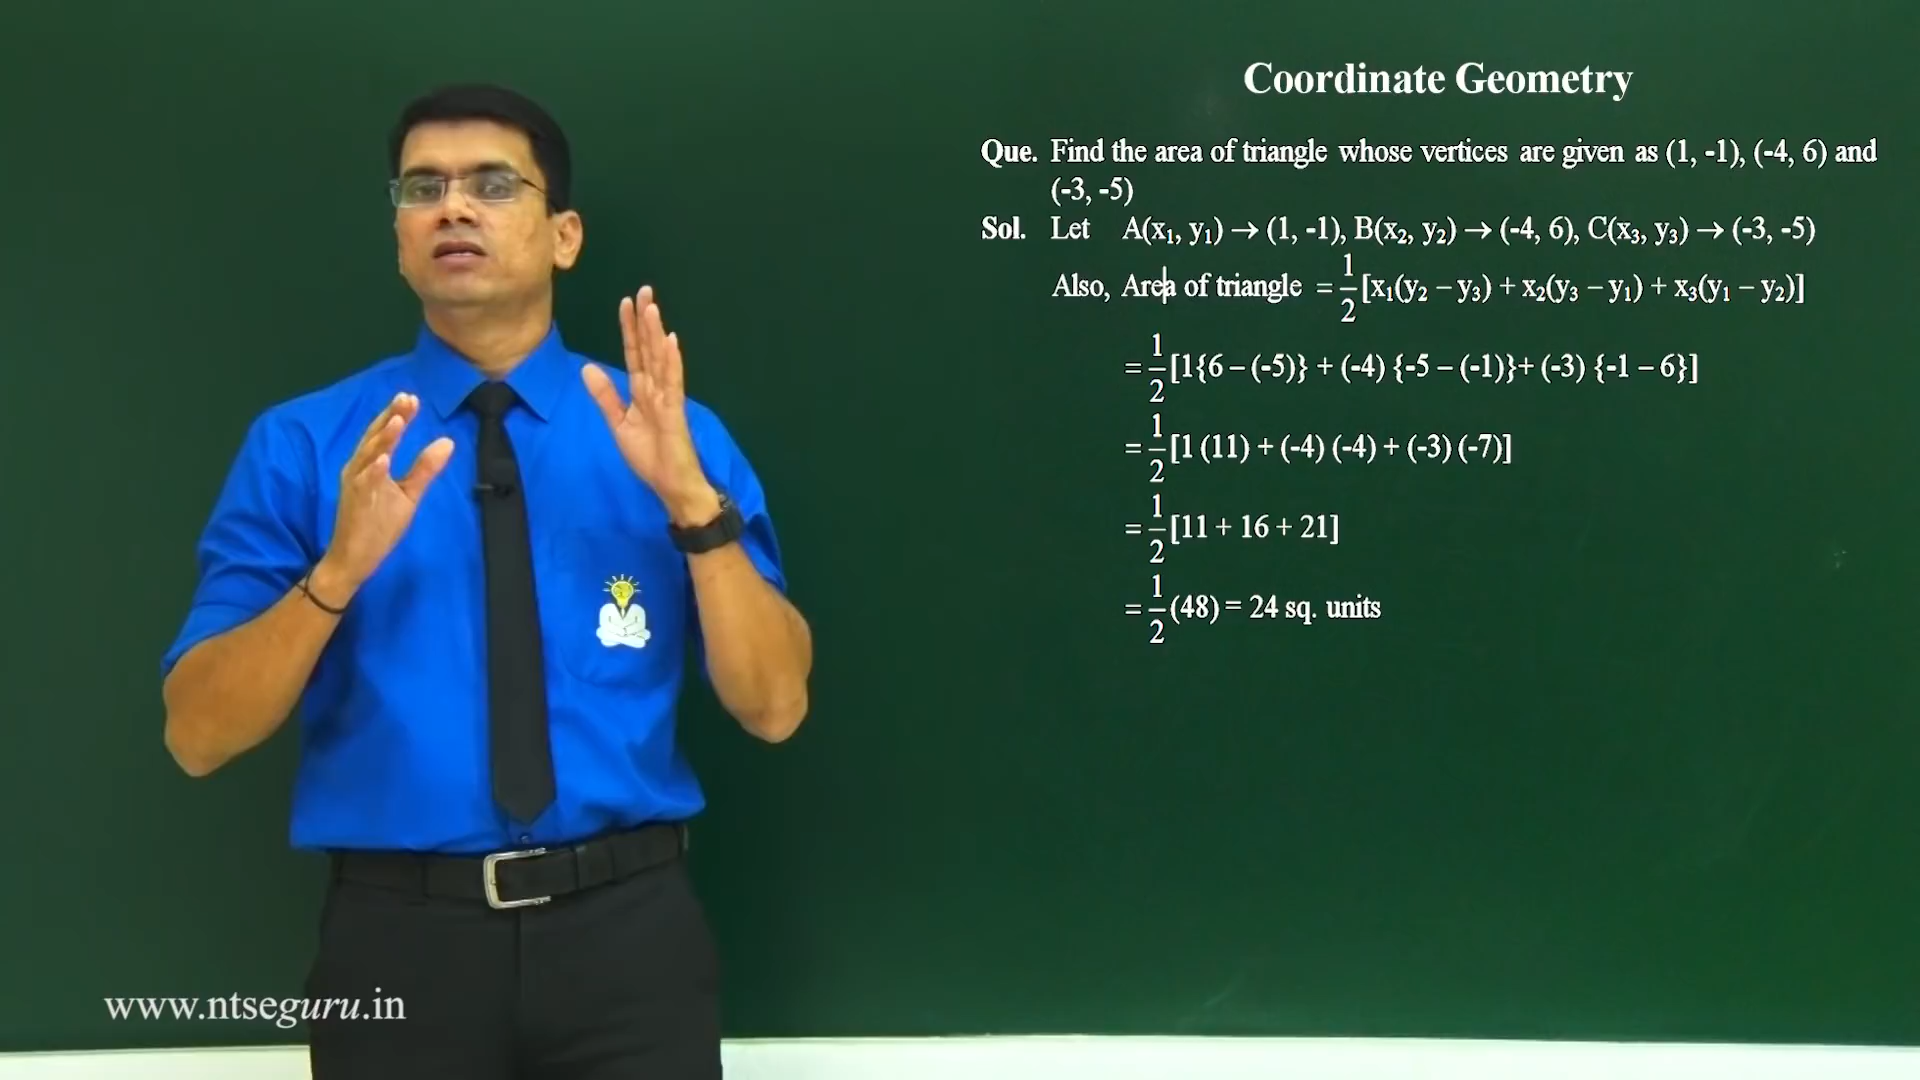 Coordinate Geometry
Que. Find the area of triangle whose vertices are given as (1, -1), (-4, 6) and
(-3, -5)
Sol. Let A(x₁, y₁) → (1, -1), B(x₂, y₂) → (-4, 6), C(x₃, y₃) → (-3, -5)
Also, Area of triangle = 1/2 [x₁(y₂ – y₃) + x₂(y₃ – y₁) + x₃(y₁ – y₂)]
= 1/2 [1{6 – (-5)} + (-4) {-5 – (-1)}+ (-3) {-1 – 6}]
= 1/2 [1 (11) + (-4) (-4) + (-3) (-7)]
= 1/2 [11 + 16 + 21]
= 1/2 (48) = 24 sq. units
www.ntseguru.in